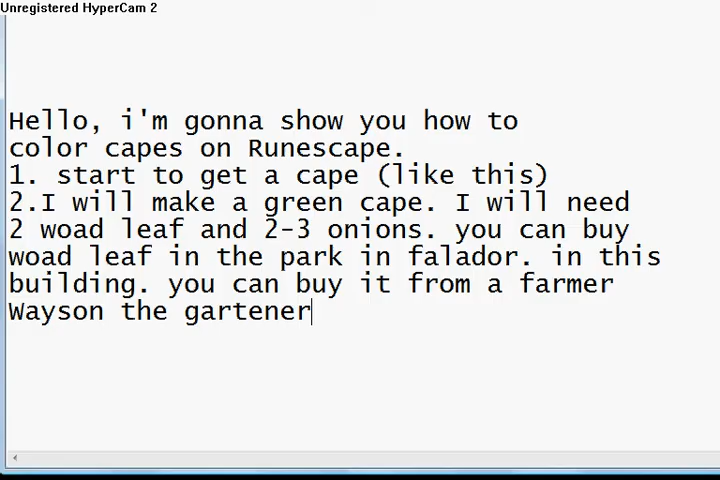 Unregistered HyperCam 2
Hello, i'm gonna show you how to
color capes on Runescape.
1. start to get a cape (like this)
2.I will make a green cape. I will need
2 woad leaf and 2-3 onions. you can buy
woad leaf in the park in falador. in this
building. you can buy it from a farmer
Wayson the gartener